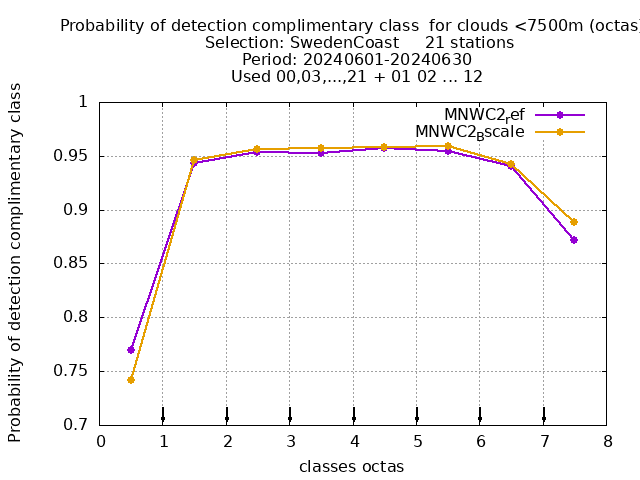 Probability of detection complimentary class  for clouds <7500m (octas)
Selection: SwedenCoast     21 stations
Period: 20240601-20240630
Used 00,03,...,21 + 01 02 ... 12
MNWC2ref
MNWC2Bscale
Probability of detection complimentary class
1
0.95
0.9
0.85
0.8
0.75
0.7
0 1 2 3 4 5 6 7 8
classes octas